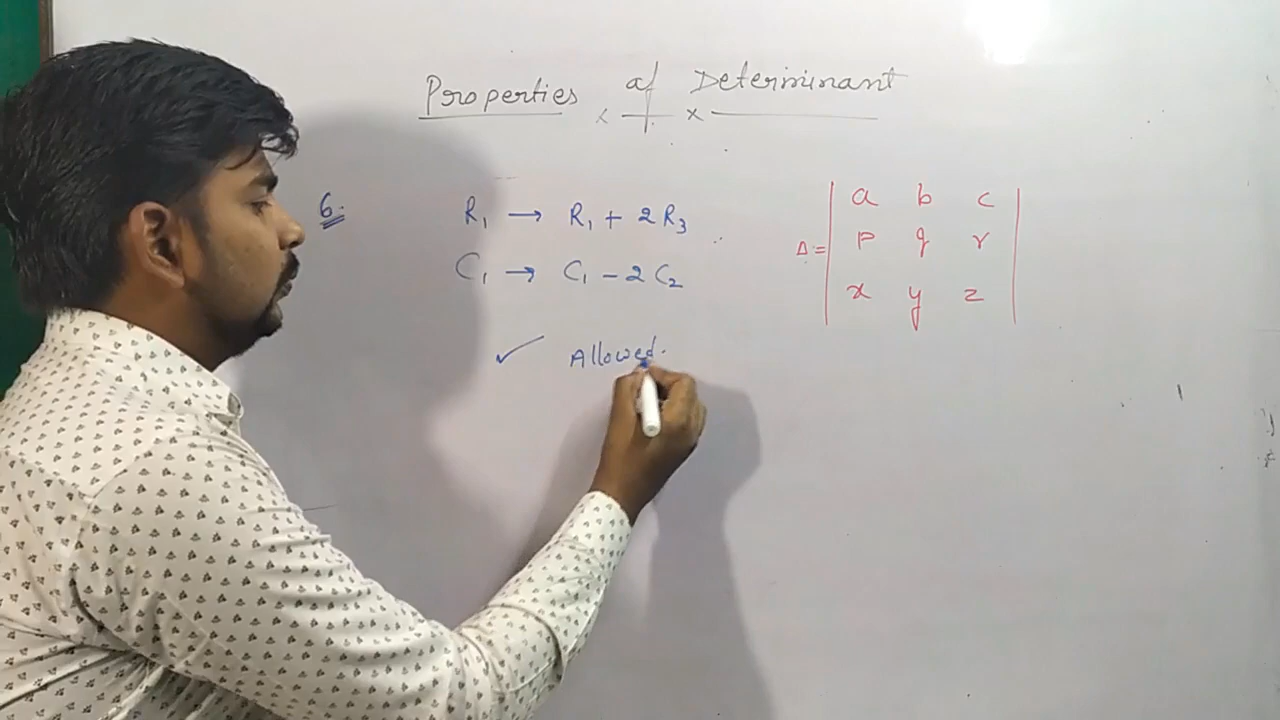 Properties of Determinant
6.
R₁ → R₁ + 2R₃
C₁ → C₁ - 2C₂
✓ Allowed.
Δ = | a b c |
| p q r |
| x y z |